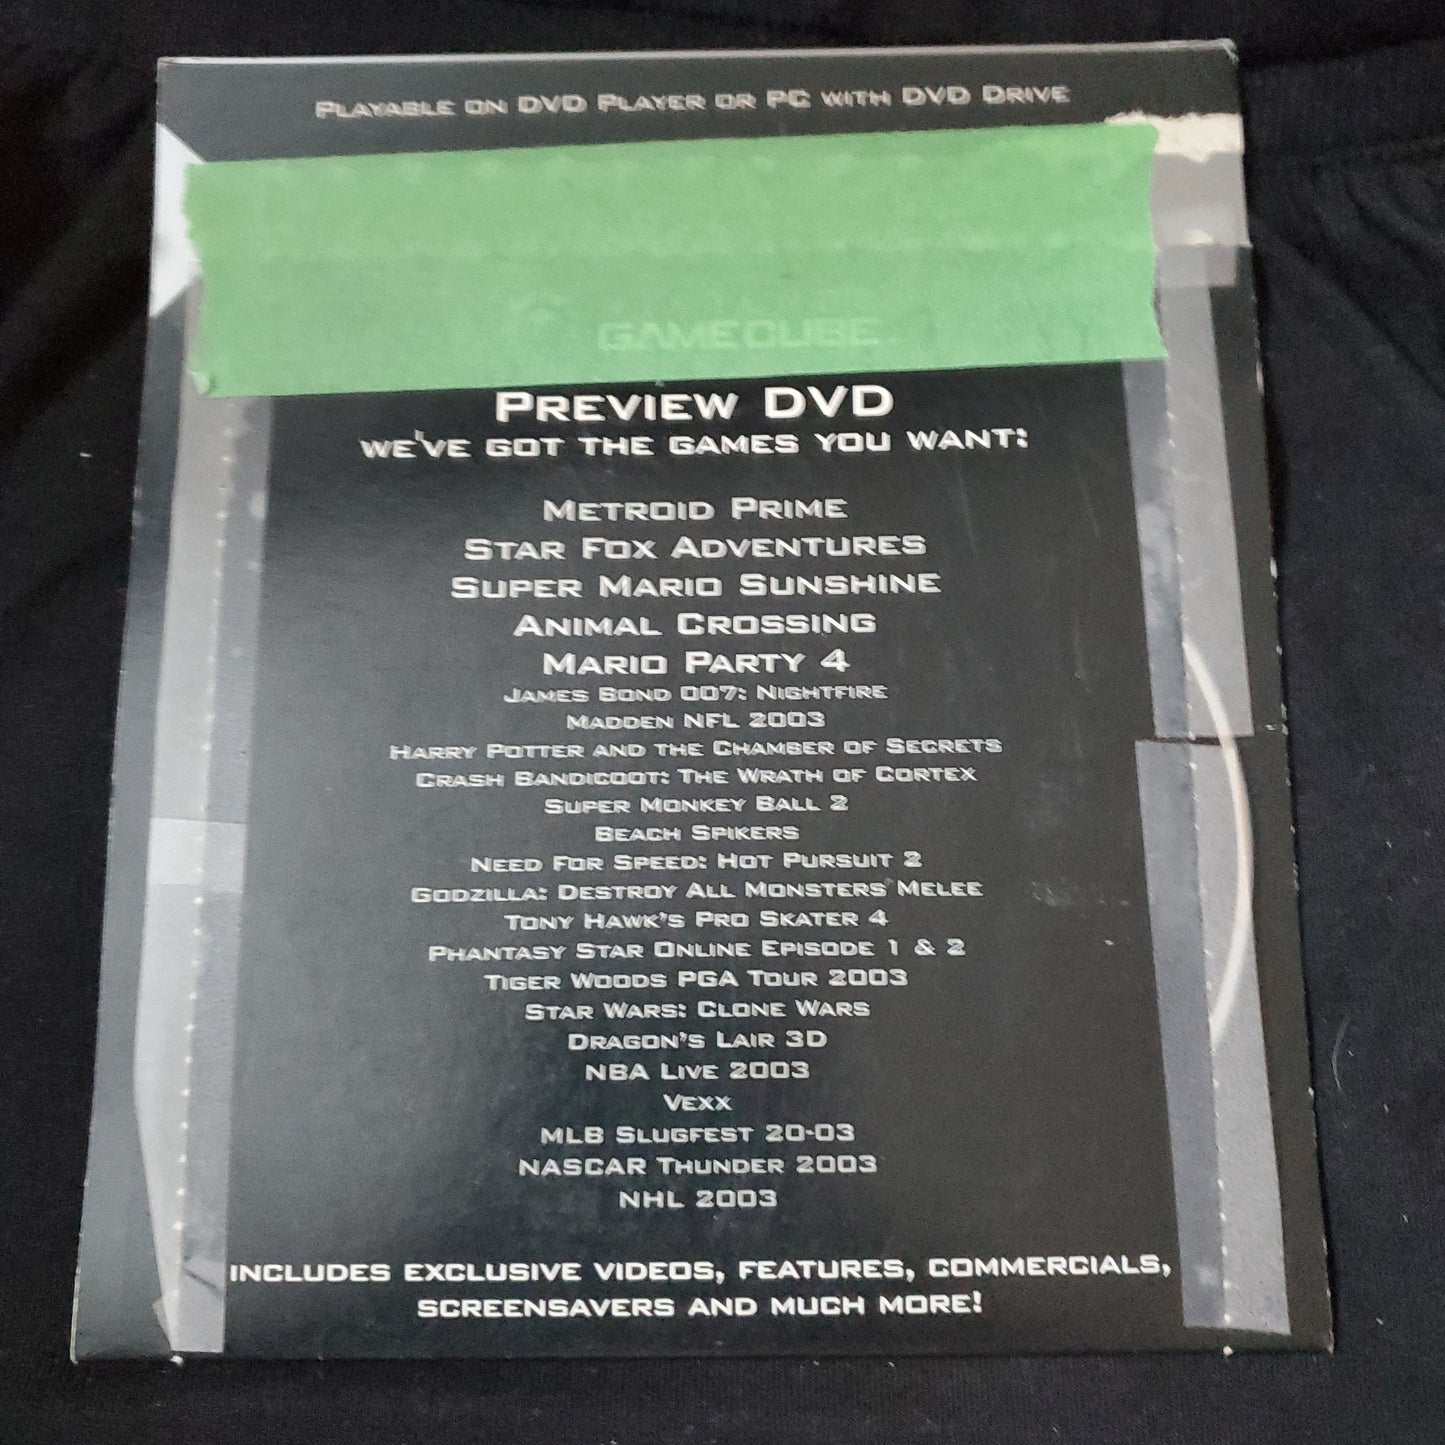 Playable on DVD Player or PC with DVD Drive
GAMECUBE
Preview DVD
we've got the games you want:
Metroid Prime
Star Fox Adventures
Super Mario Sunshine
Animal Crossing
Mario Party 4
James Bond 007: Nightfire
Madden NFL 2003
Harry Potter and the Chamber of Secrets
Crash Bandicoot: The Wrath of Cortex
Super Monkey Ball 2
Beach Spikers
Need For Speed: Hot Pursuit 2
Godzilla: Destroy All Monsters Melee
Tony Hawk's Pro Skater 4
Phantasy Star Online Episode 1 & 2
Tiger Woods PGA Tour 2003
Star Wars: Clone Wars
Dragon's Lair 3D
NBA Live 2003
Vexx
MLB Slugfest 20-03
NASCAR Thunder 2003
NHL 2003
includes exclusive videos, features, commercials,
screensavers and much more!